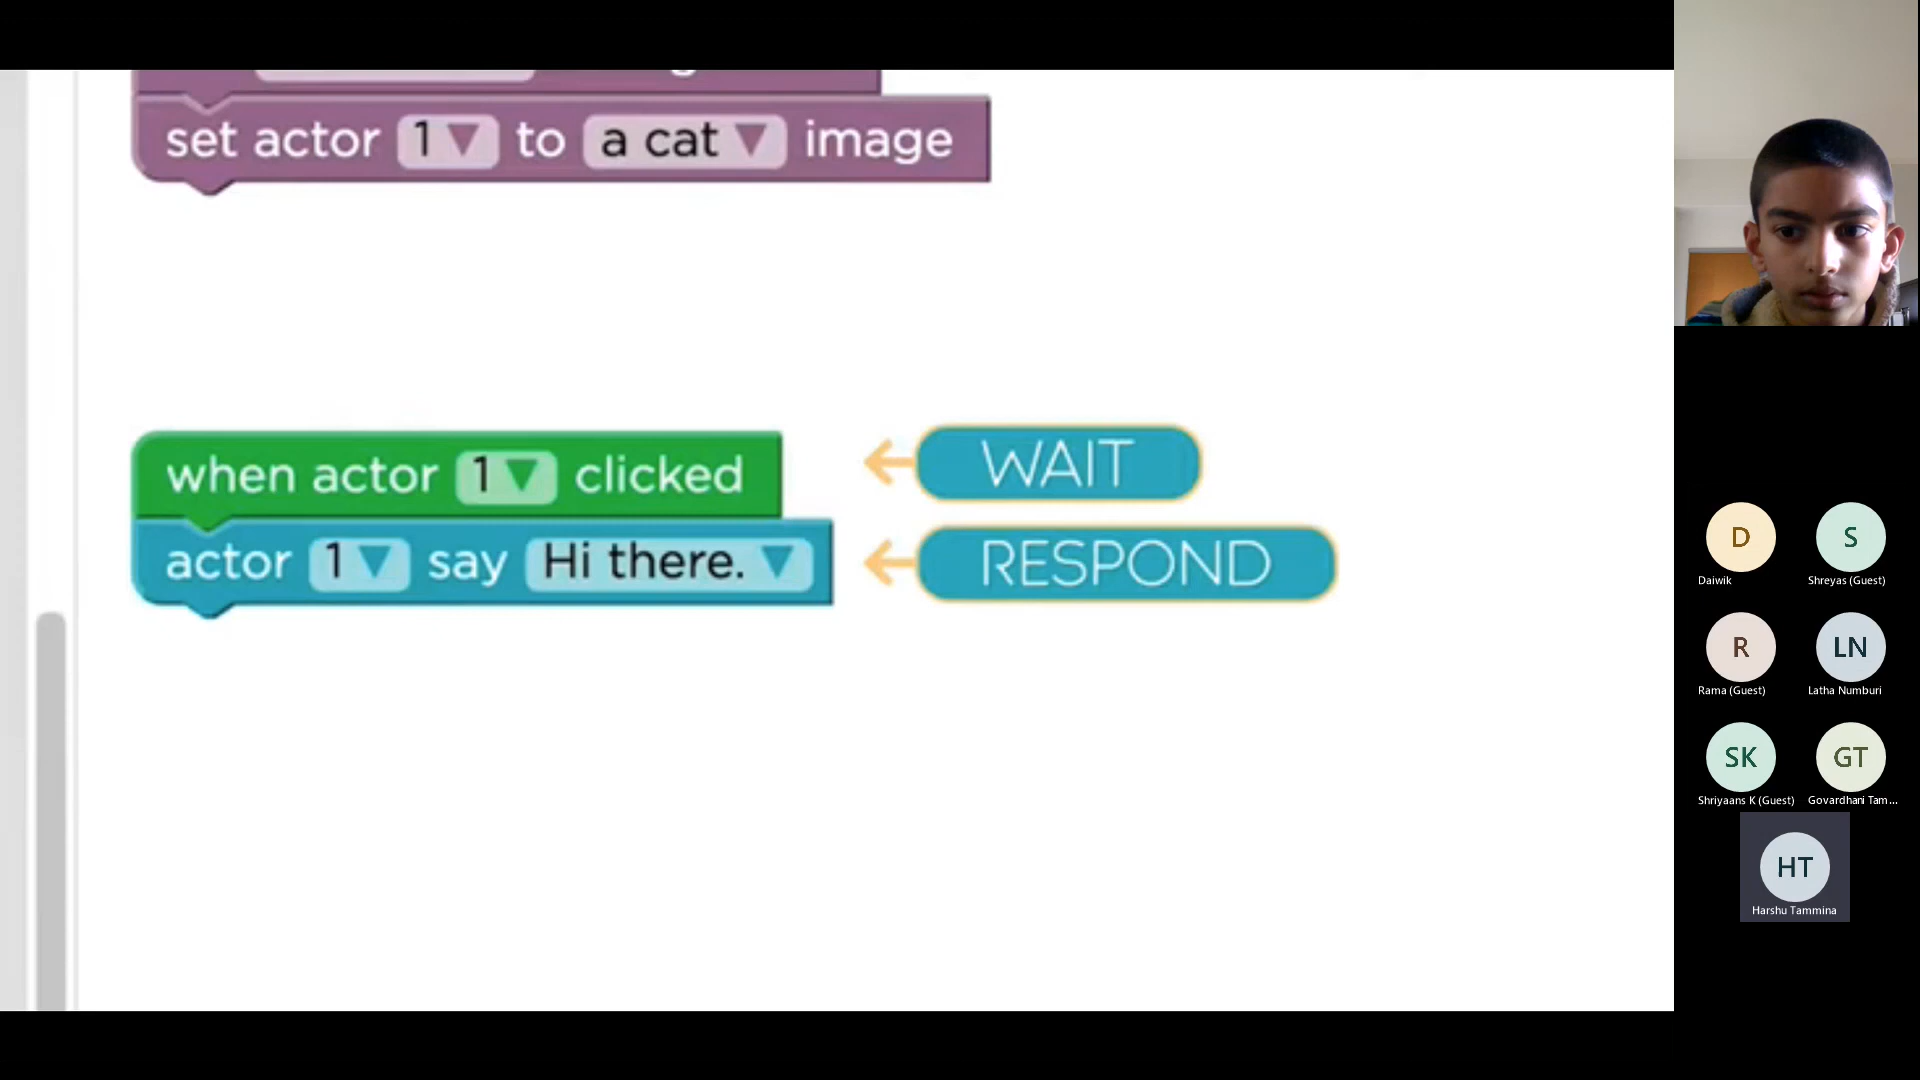 set actor 1 to a cat image
when actor 1 clicked
WAIT
actor 1 say Hi there.
RESPOND
D
S
Daiwik
Shreyas (Guest)
R
LN
Rama (Guest)
Latha Numburi
SK
GT
Shriyaans K (Guest)
Govardhani Tam...
HT
Harshu Tammina